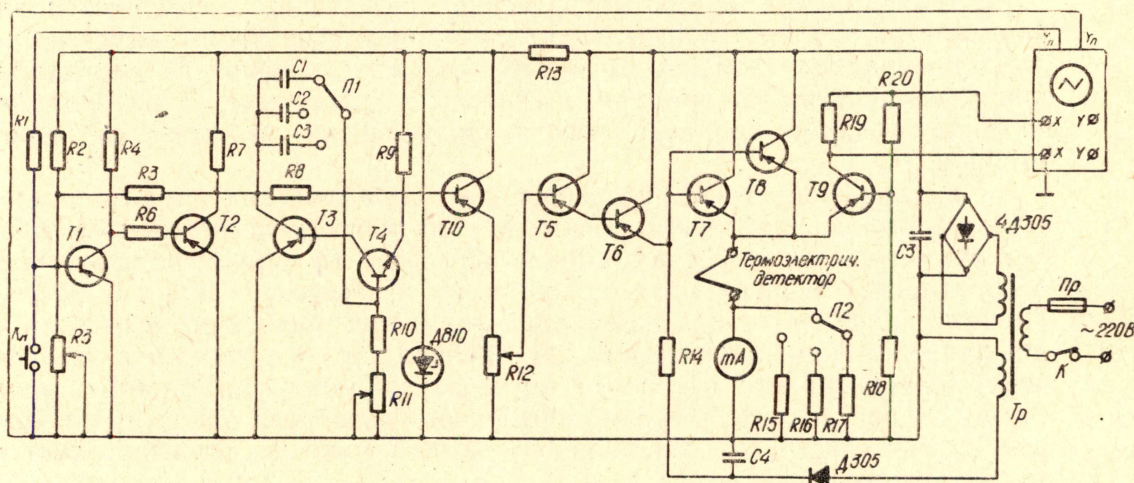 Yп Yп
C1
П1
C2
C3
R13
R20
X Y
X Y
R1 R2 R4 R7 R9 R19
R3 R8
T8
R6 T2 T3 T4 T10 T5 T6 T7 T9
T1
C3
4Д305
Термоэлектрич.
детектор
Пр.
~220В
К
Кн
R3
R10
Д810
R12
R14
mA
П2
R18
R11
R15 R16 R17
Тр
C4
Д305